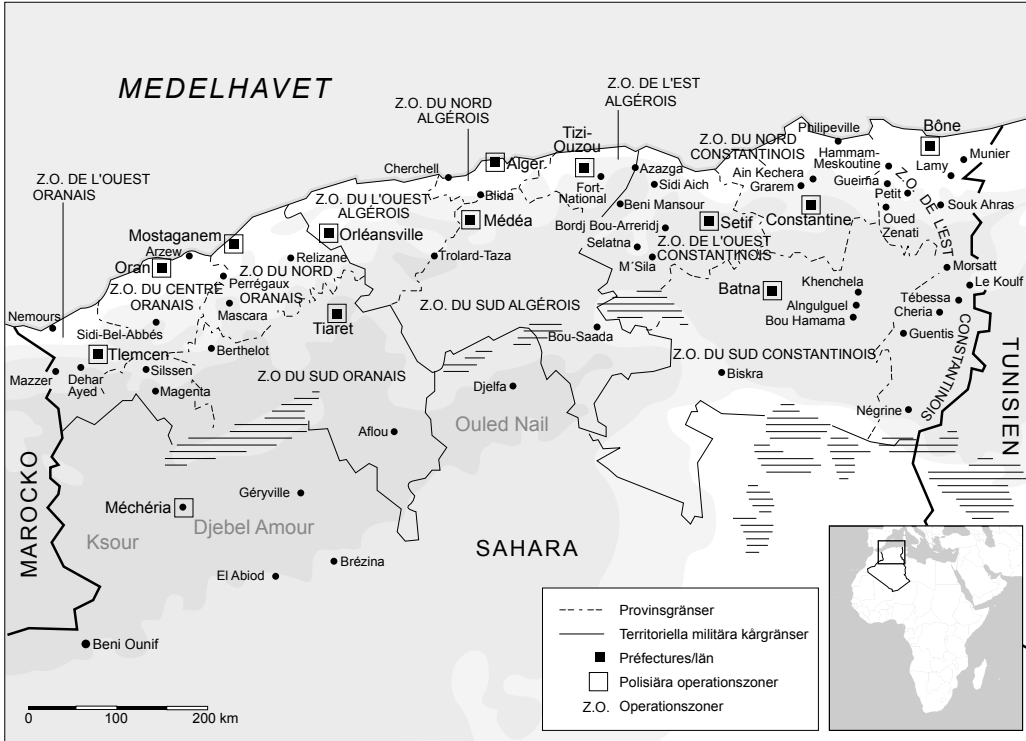 MEDELHAVET
Z.O. DE L'EST
ALGÉROIS
Z.O. DU NORD
ALGÉROIS
Tizi-
Ouzou
Philipeville
Bône
Z.O. DU NORD
CONSTANTINOIS
Hammam-
Meskoutine
Munier
Lamy
Cherchell
Alger
Azazga
Z.O. DE L'OUEST
ORANAIS
Fort-
National
Sidi Aich
Ain Kechera
Grarem
Gueirfia
Petit
Z.O. DE L'EST
CONSTANTINOIS
Blida
Z.O. DU L'OUEST
ALGÉROIS
Beni Mansour
Souk Ahras
Médéa
Setif
Constantine
Oued
Zenati
Mostaganem
Orléansville
Bordj Bou-Arreridj
Selatna
Z.O. DE L'OUEST
CONSTANTINOIS
Arzew
Relizane
Trolard-Taza
M´Sila
Oran
Z.O DU NORD
ORANAIS
Perrégaux
Morsatt
Le Koulf
Z.O. DU CENTRE
ORANAIS
Mascara
Z.O. DU SUD ALGÉROIS
Batna
Khenchela
AInguIguel
Bou Hamama
Tébessa
Cheria
Nemours
Sidi-Bel-Abbés
Tiaret
Bou-Saada
Guentis
Tlemcen
Berthelot
Z.O. DU SUD CONSTANTINOIS
Mazzer
Dehar
Ayed
Silssen
Z.O DU SUD ORANAIS
Biskra
Magenta
Djelfa
TUNISIEN
Négrine
Aflou
Ouled Nail
MAROCKO
Géryville
Méchéria
Djebel Amour
Ksour
SAHARA
Brézina
El Abiod
Beni Ounif
Provinsgränser
Territoriella militära kårgränser
Préfectures/län
Polisiära operationszoner
Z.O. Operationszoner
0 100 200 km